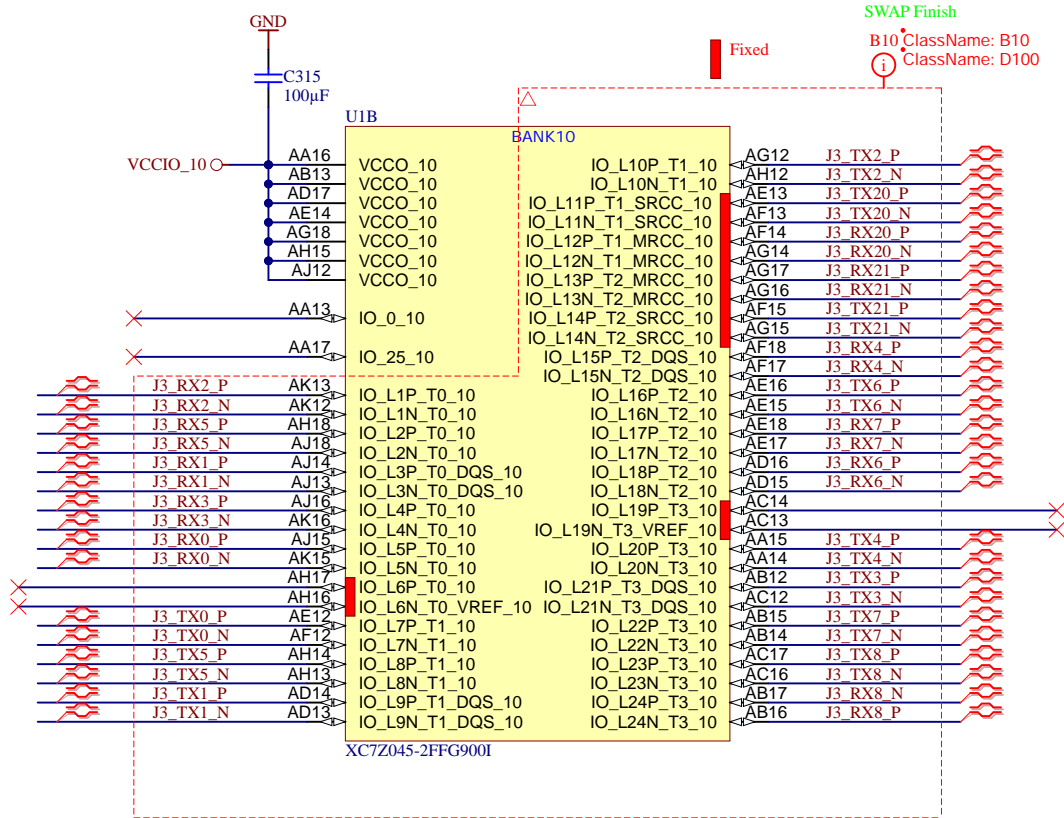 SWAP Finish
GND
B10
ClassName: B10
ClassName: D100
i
Fixed
C315
100µF
U1B
BANK10
VCCIO_10
AA16 VCCO_10
AB13 VCCO_10
AD17 VCCO_10
AE14 VCCO_10
AG18 VCCO_10
AH15 VCCO_10
AJ12 VCCO_10
AA13 IO_0_10
AA17 IO_25_10
J3_RX2_P AK13 IO_L1P_T0_10
J3_RX2_N AK12 IO_L1N_T0_10
J3_RX5_P AH18 IO_L2P_T0_10
J3_RX5_N AJ18 IO_L2N_T0_10
J3_RX1_P AJ14 IO_L3P_T0_DQS_10
J3_RX1_N AJ13 IO_L3N_T0_DQS_10
J3_RX3_P AJ16 IO_L4P_T0_10
J3_RX3_N AK16 IO_L4N_T0_10
J3_RX0_P AJ15 IO_L5P_T0_10
J3_RX0_N AK15 IO_L5N_T0_10
AH17 IO_L6P_T0_10
AH16 IO_L6N_T0_VREF_10
J3_TX0_P AE12 IO_L7P_T1_10
J3_TX0_N AF12 IO_L7N_T1_10
J3_TX5_P AH14 IO_L8P_T1_10
J3_TX5_N AH13 IO_L8N_T1_10
J3_TX1_P AD14 IO_L9P_T1_DQS_10
J3_TX1_N AD13 IO_L9N_T1_DQS_10
IO_L10P_T1_10 AG12 J3_TX2_P
IO_L10N_T1_10 AH12 J3_TX2_N
IO_L11P_T1_SRCC_10 AE13 J3_TX20_P
IO_L11N_T1_SRCC_10 AF13 J3_TX20_N
IO_L12P_T1_MRCC_10 AF14 J3_RX20_P
IO_L12N_T1_MRCC_10 AG14 J3_RX20_N
IO_L13P_T2_MRCC_10 AG17 J3_RX21_P
IO_L13N_T2_MRCC_10 AG16 J3_RX21_N
IO_L14P_T2_SRCC_10 AF15 J3_TX21_P
IO_L14N_T2_SRCC_10 AG15 J3_TX21_N
IO_L15P_T2_DQS_10 AF18 J3_RX4_P
IO_L15N_T2_DQS_10 AF17 J3_RX4_N
IO_L16P_T2_10 AE16 J3_TX6_P
IO_L16N_T2_10 AE15 J3_TX6_N
IO_L17P_T2_10 AE18 J3_RX7_P
IO_L17N_T2_10 AE17 J3_RX7_N
IO_L18P_T2_10 AD16 J3_RX6_P
IO_L18N_T2_10 AD15 J3_RX6_N
IO_L19P_T3_10 AC14
IO_L19N_T3_VREF_10 AC13
IO_L20P_T3_10 AA15 J3_TX4_P
IO_L20N_T3_10 AA14 J3_TX4_N
IO_L21P_T3_DQS_10 AB12 J3_TX3_P
IO_L21N_T3_DQS_10 AC12 J3_TX3_N
IO_L22P_T3_10 AB15 J3_TX7_P
IO_L22N_T3_10 AB14 J3_TX7_N
IO_L23P_T3_10 AC17 J3_TX8_P
IO_L23N_T3_10 AC16 J3_TX8_N
IO_L24P_T3_10 AB17 J3_RX8_N
IO_L24N_T3_10 AB16 J3_RX8_P
XC7Z045-2FFG900I